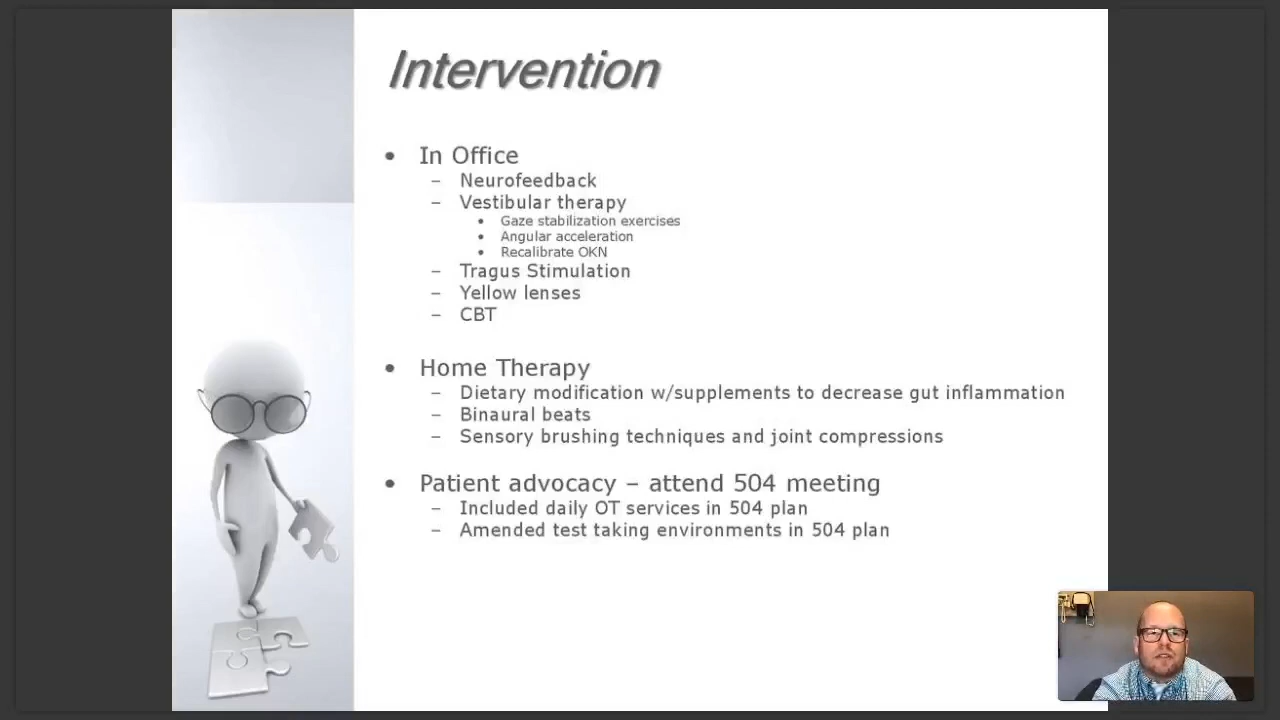 Intervention
• In Office
– Neurofeedback
– Vestibular therapy
• Gaze stabilization exercises
• Angular acceleration
• Recalibrate OKN
– Tragus Stimulation
– Yellow lenses
– CBT
• Home Therapy
– Dietary modification w/supplements to decrease gut inflammation
– Binaural beats
– Sensory brushing techniques and joint compressions
• Patient advocacy – attend 504 meeting
– Included daily OT services in 504 plan
– Amended test taking environments in 504 plan